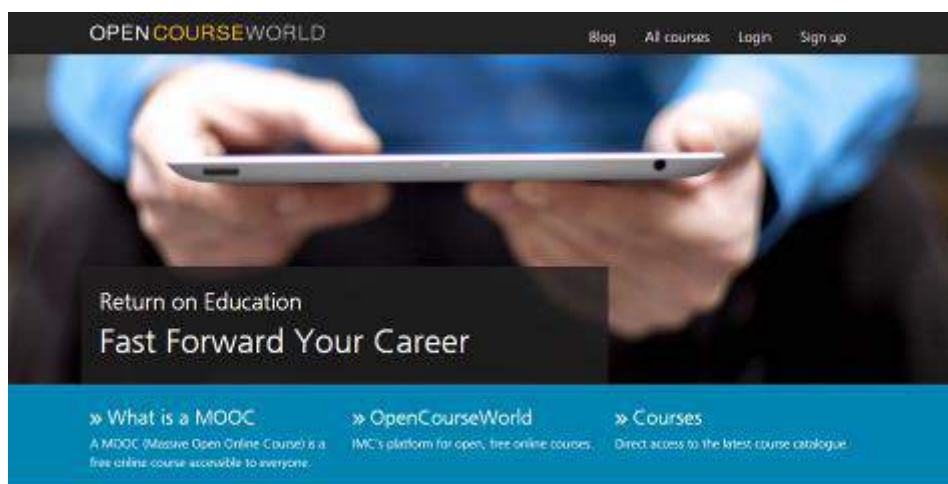 OPENCOURSEWORLD
Blog All courses Login Sign up
Return on Education
Fast Forward Your Career
» What is a MOOC
A MOOC (Massive Open Online Course) is a
free online course accessible to everyone.
» OpenCourseWorld
IMC's platform for open, free online courses.
» Courses
Direct access to the latest course catalogue.